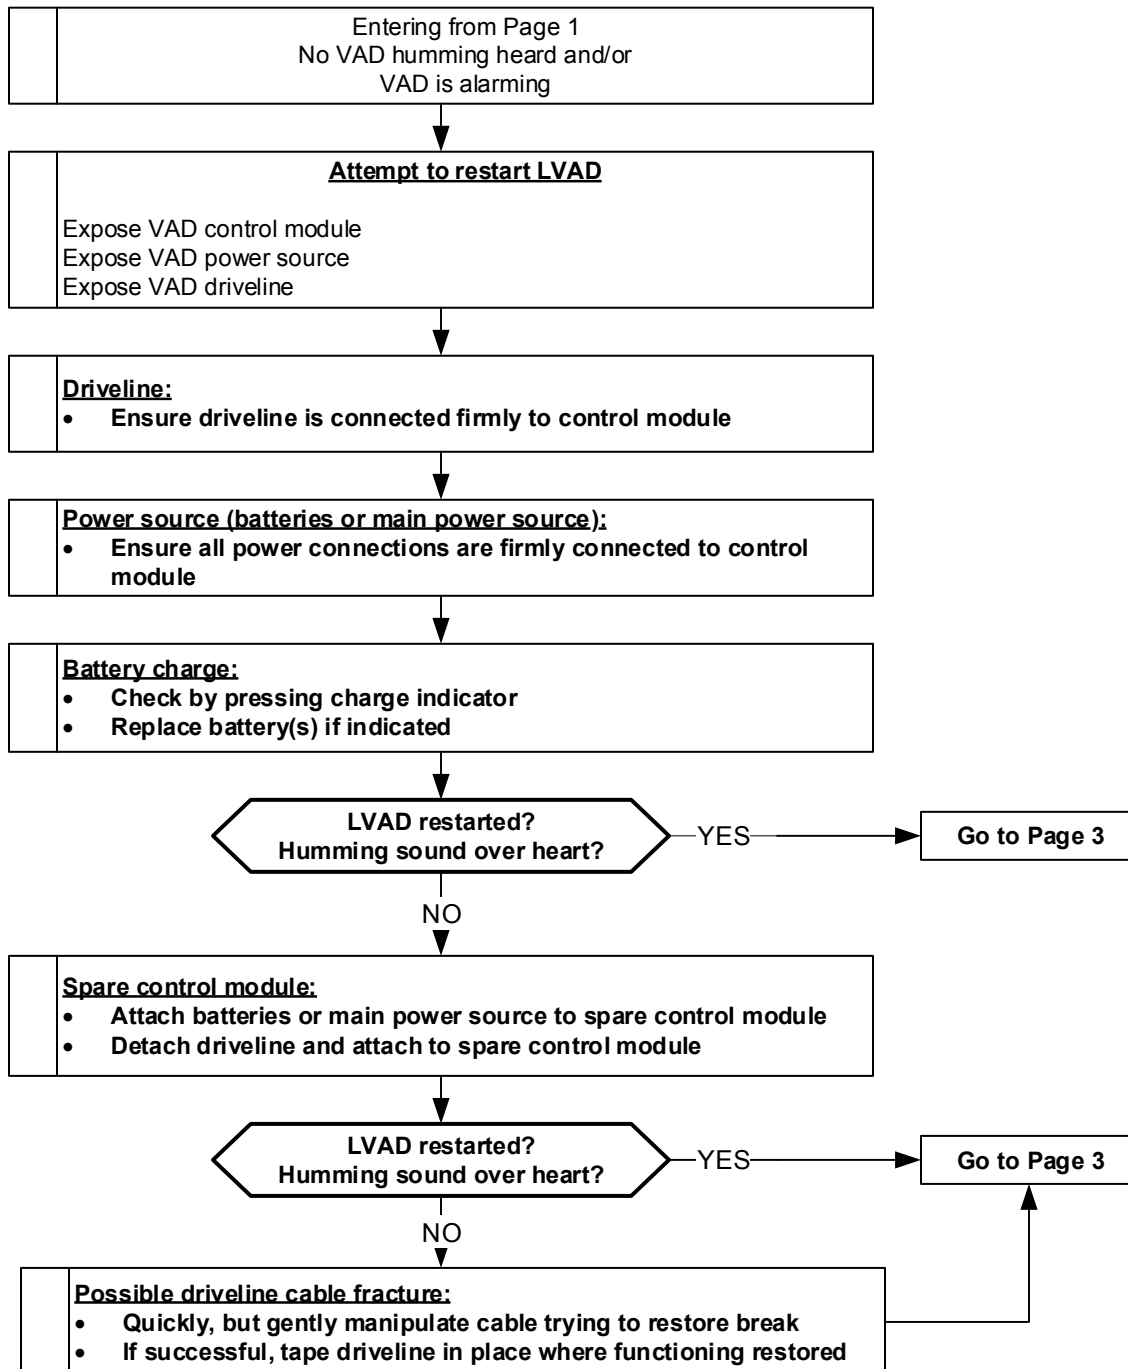 Entering from Page 1
No VAD humming heard and/or
VAD is alarming
Attempt to restart LVAD
Expose VAD control module
Expose VAD power source
Expose VAD driveline
Driveline:
• Ensure driveline is connected firmly to control module
Power source (batteries or main power source):
• Ensure all power connections are firmly connected to control
module
Battery charge:
• Check by pressing charge indicator
• Replace battery(s) if indicated
LVAD restarted?
Humming sound over heart?
YES
Go to Page 3
NO
Spare control module:
• Attach batteries or main power source to spare control module
• Detach driveline and attach to spare control module
LVAD restarted?
Humming sound over heart?
YES
Go to Page 3
NO
Possible driveline cable fracture:
• Quickly, but gently manipulate cable trying to restore break
• If successful, tape driveline in place where functioning restored